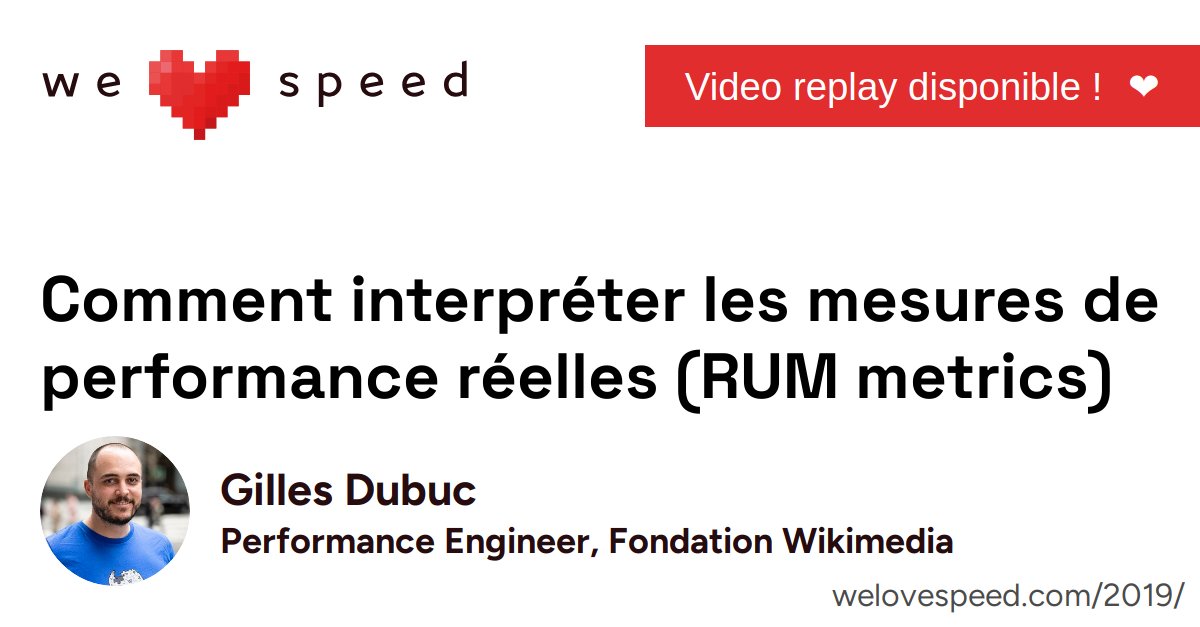 we speed
Video replay disponible ! ❤
Comment interpréter les mesures de
performance réelles (RUM metrics)
Gilles Dubuc
Performance Engineer, Fondation Wikimedia
welovespeed.com/2019/